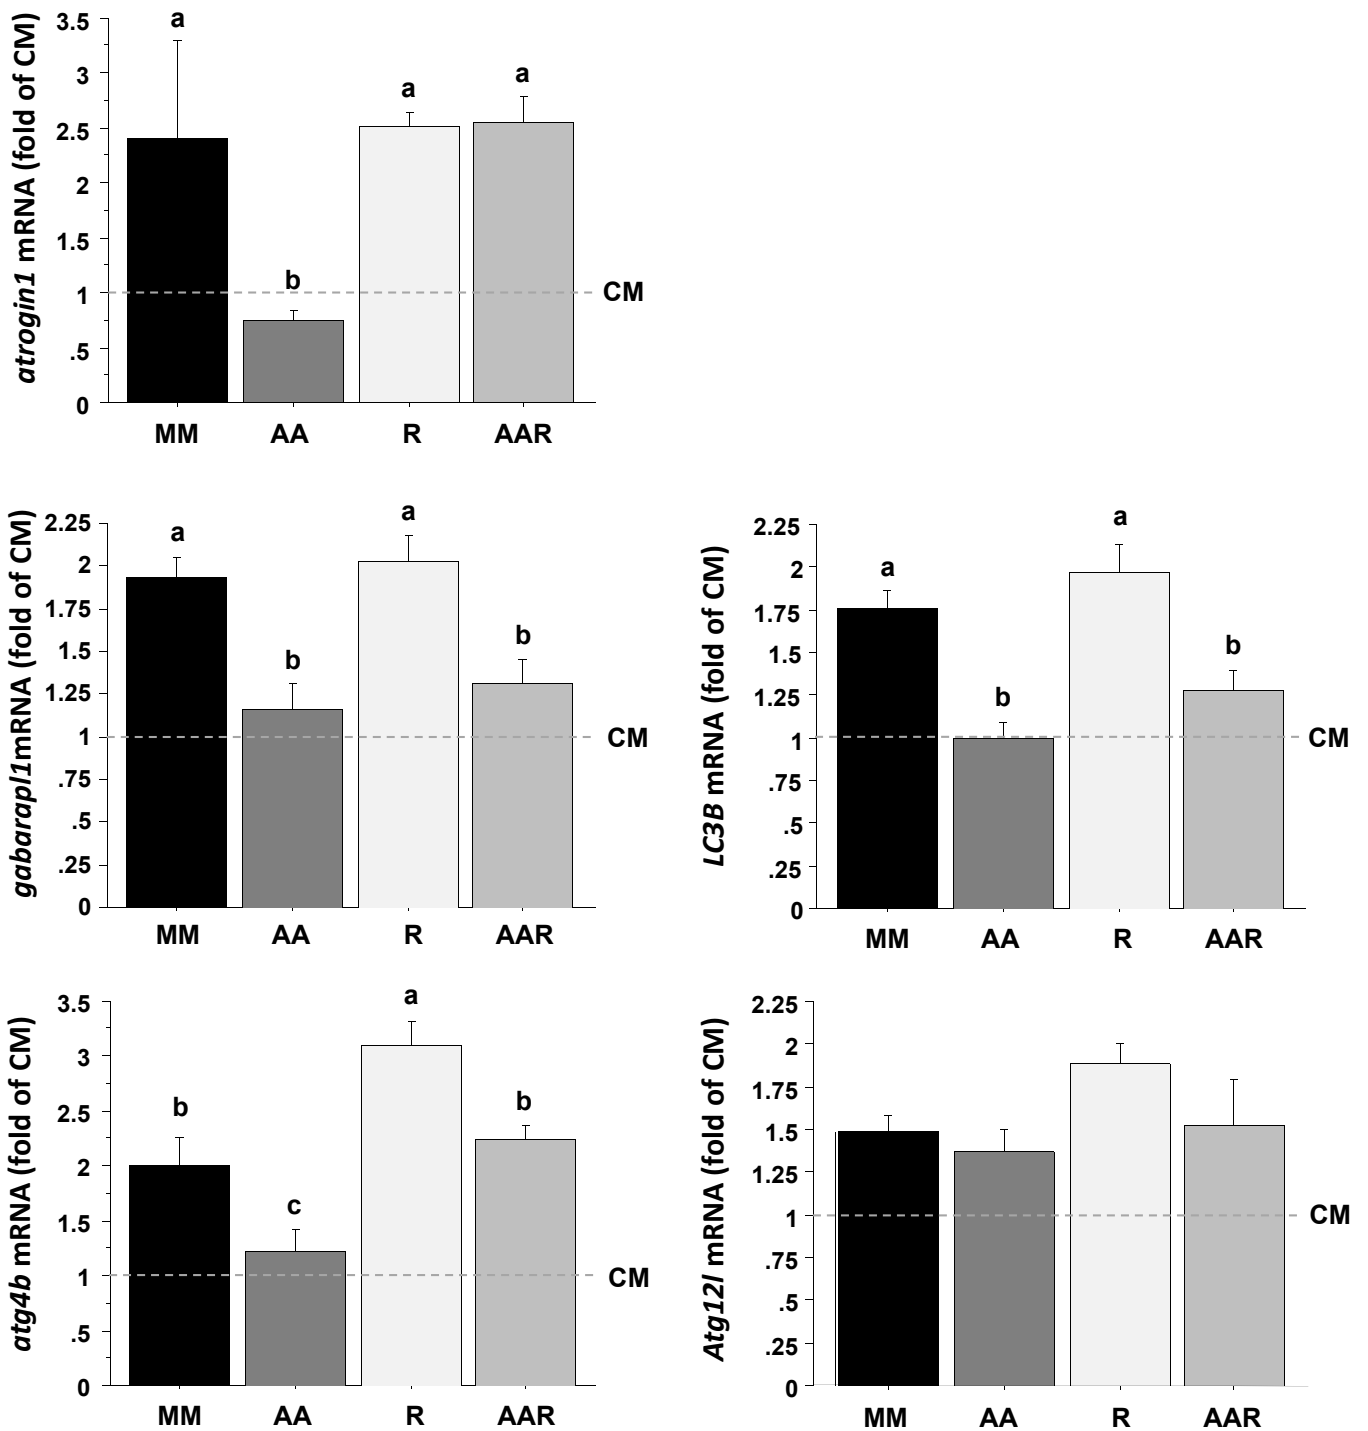 atrogin1 mRNA (fold of CM)
3.5
3
2.5
2
1.5
1
.5
0
a
b
a
a
CM
MM AA R AAR
gabarapl1mRNA (fold of CM)
2.25
2
1.75
1.5
1.25
1
.75
.5
.25
0
a
b
a
b
CM
MM AA R AAR
LC3B mRNA (fold of CM)
2.25
2
1.75
1.5
1.25
1
.75
.5
.25
0
a
b
a
b
CM
MM AA R AAR
atg4b mRNA (fold of CM)
3.5
3
2.5
2
1.5
1
.5
0
b
c
a
b
CM
MM AA R AAR
Atg12l mRNA (fold of CM)
2.25
2
1.75
1.5
1.25
1
.75
.5
.25
0
CM
MM AA R AAR